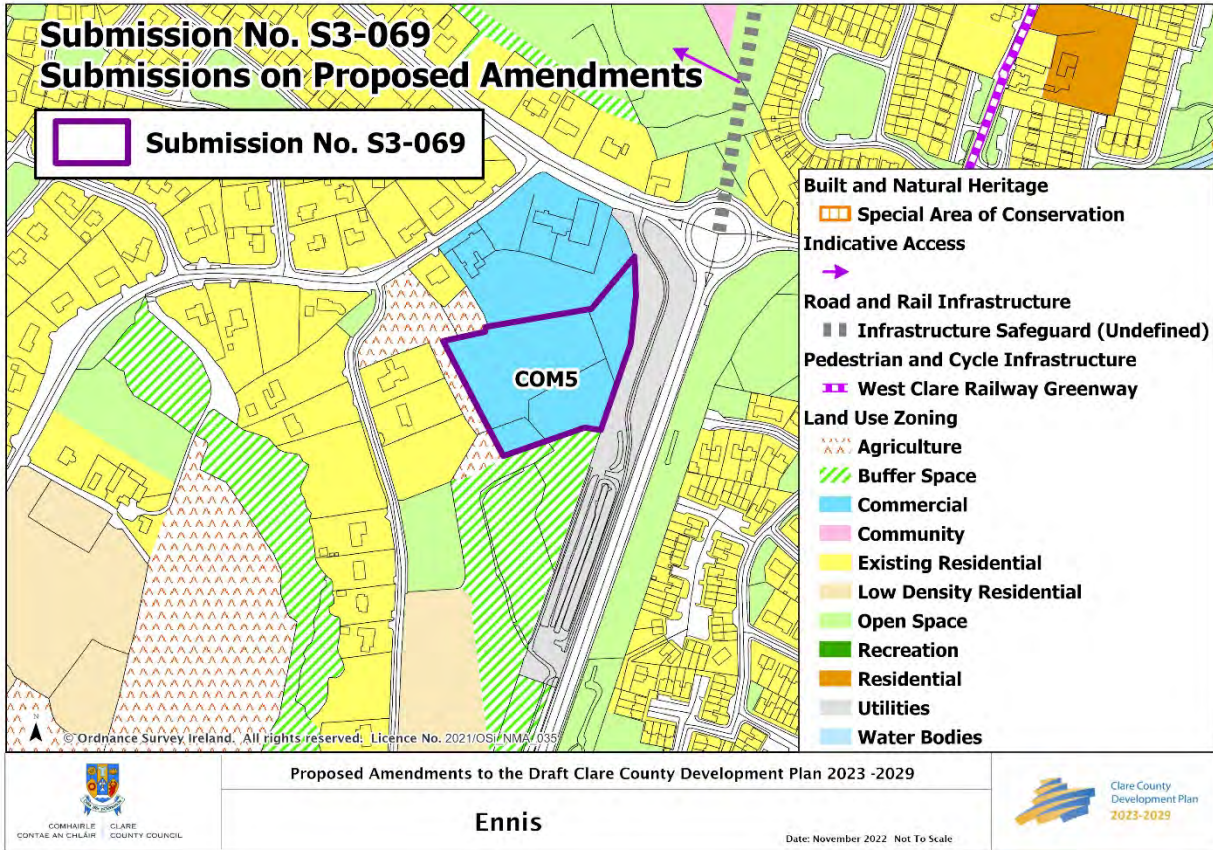 Submission No. S3-069
Submissions on Proposed Amendments
Submission No. S3-069
COM5
Built and Natural Heritage
Special Area of Conservation
Indicative Access
Road and Rail Infrastructure
Infrastructure Safeguard (Undefined)
Pedestrian and Cycle Infrastructure
West Clare Railway Greenway
Land Use Zoning
Agriculture
Buffer Space
Commercial
Community
Existing Residential
Low Density Residential
Open Space
Recreation
Residential
Utilities
Water Bodies
N
© Ordnance Survey Ireland. All rights reserved. Licence No. 2021/OSi_NMA_035
COMHAIRLE CONTAE AN CHLÁIR
CLARE COUNTY COUNCIL
Proposed Amendments to the Draft Clare County Development Plan 2023 -2029
Ennis
Date: November 2022 Not To Scale
Clare County
Development Plan
2023-2029